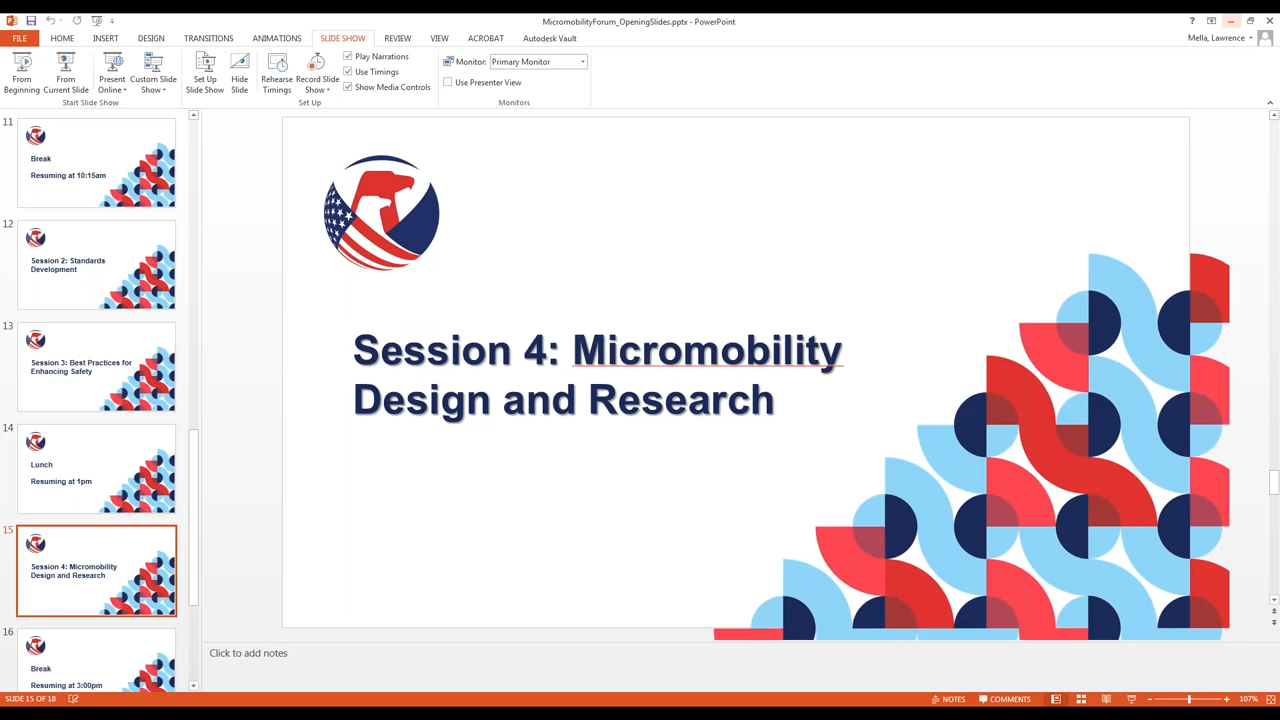 MicromobilityForum_OpeningSlides.pptx - PowerPoint
FILE HOME INSERT DESIGN TRANSITIONS ANIMATIONS SLIDE SHOW REVIEW VIEW ACROBAT Autodesk Vault
Mella, Lawrence
From Beginning
From Current Slide
Present Online
Custom Slide Show
Start Slide Show
Set Up Slide Show
Hide Slide
Rehearse Timings
Record Slide Show
Play Narrations
Use Timings
Show Media Controls
Set Up
Monitor: Primary Monitor
Use Presenter View
Monitors
11
Break
Resuming at 10:15am
12
Session 2: Standards
Development
13
Session 3: Best Practices for
Enhancing Safety
14
Lunch
Resuming at 1pm
15
Session 4: Micromobility
Design and Research
16
Break
Resuming at 3:00pm
Session 4: Micromobility
Design and Research
Click to add notes
SLIDE 15 OF 18
NOTES COMMENTS 107%